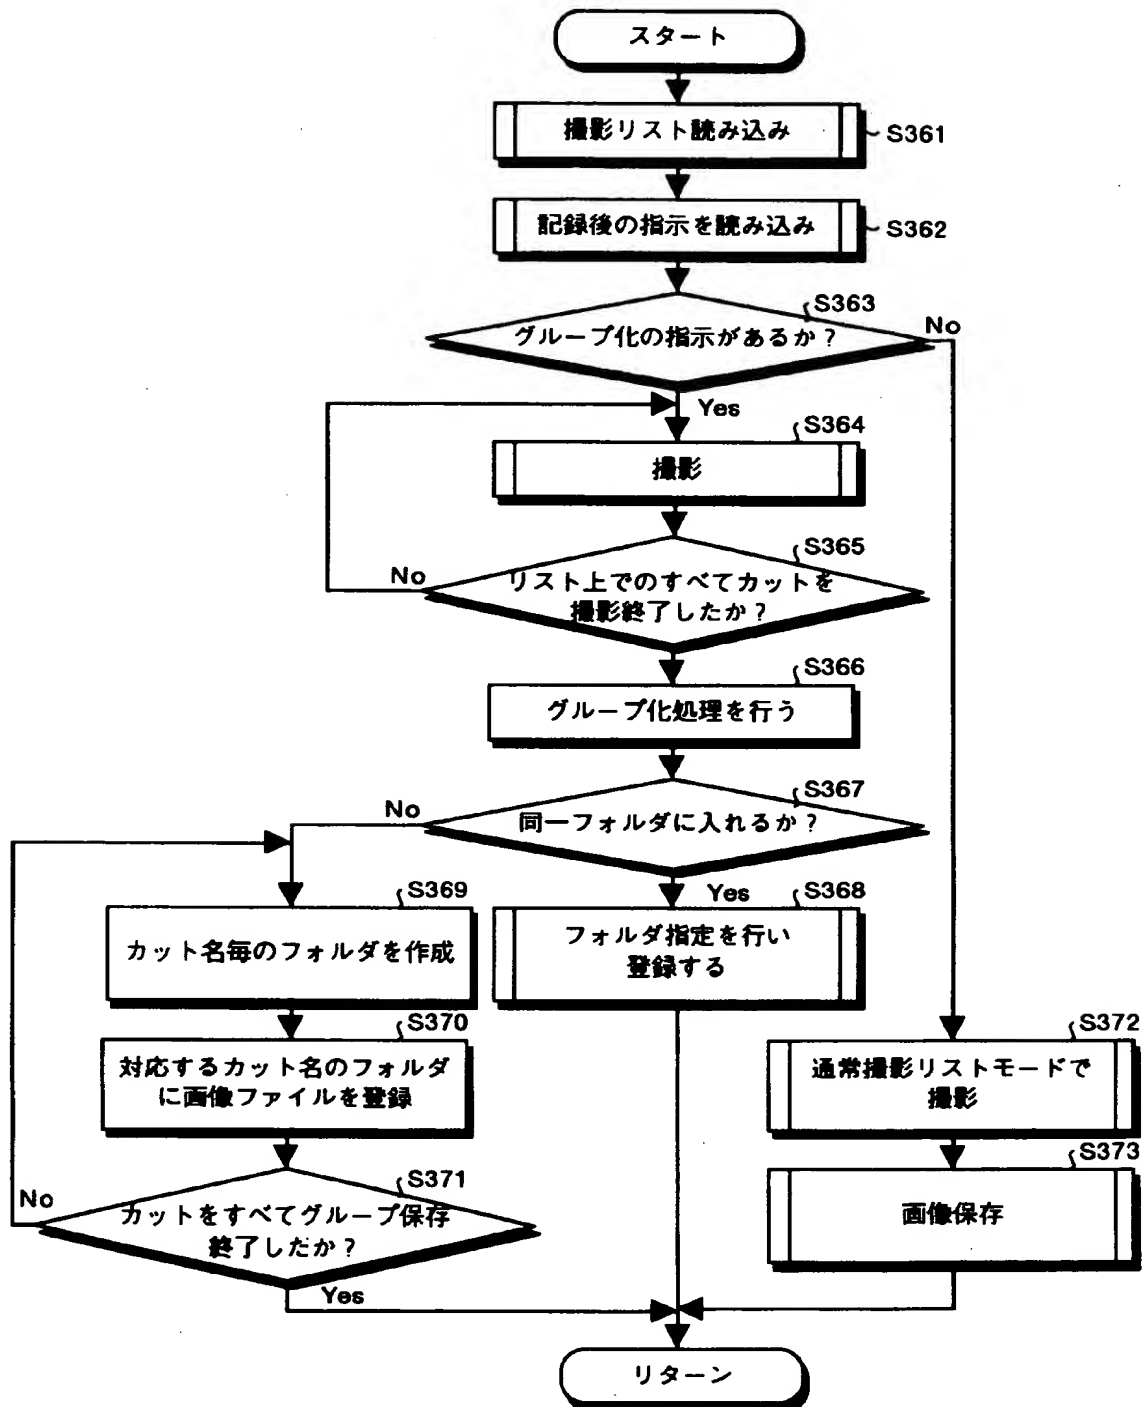 スタート
撮影リスト読み込み
S361
記録後の指示を読み込み
S362
S363
グループ化の指示があるか？
No
Yes
S364
撮影
S365
No
リスト上でのすべてカットを
撮影終了したか？
S366
グループ化処理を行う
S367
No
同一フォルダに入れるか？
Yes
S369
カット名毎のフォルダを作成
S368
フォルダ指定を行い
登録する
S370
対応するカット名のフォルダ
に画像ファイルを登録
S372
通常撮影リストモードで
撮影
S371
No
カットをすべてグループ保存
終了したか？
Yes
S373
画像保存
リターン